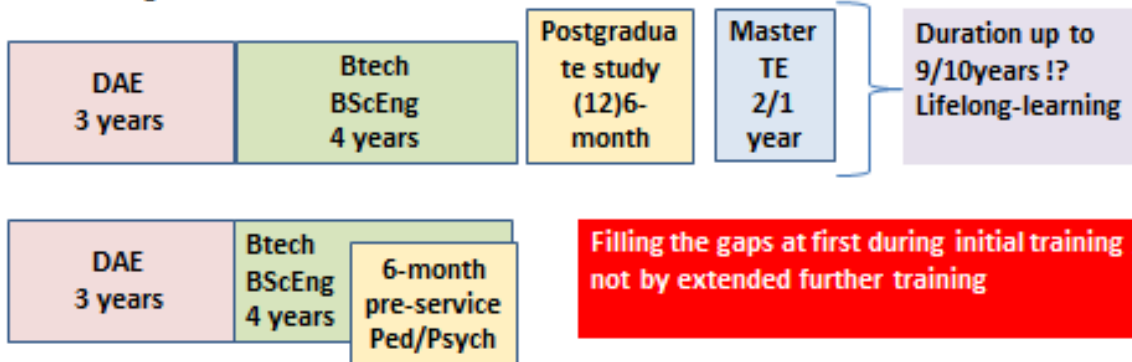 DAE
3 years
Btech
BScEng
4 years
Postgradua
te study
(12)6-
month
Master
TE
2/1
year
Duration up to
9/10years !?
Lifelong-learning
DAE
3 years
Btech
BScEng
4 years
6-month
pre-service
Ped/Psych
Filling the gaps at first during initial training
not by extended further training